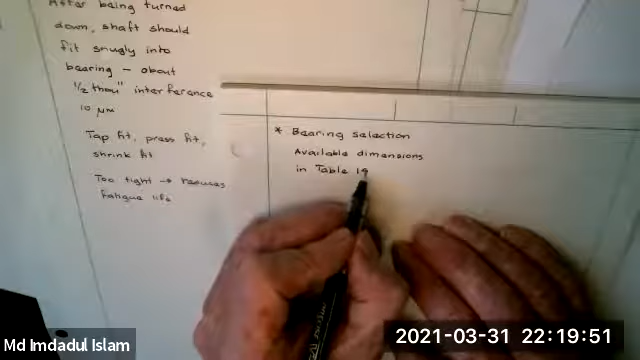 After being turned
down, shaft should
fit snugly into
bearing – about
"½ thou" interference
10 μm
Tap fit, press fit,
shrink fit
Too tight → reduces
fatigue life
* Bearing selection
Available dimensions
in Table 19
Md Imdadul Islam
2021-03-31 22:19:51